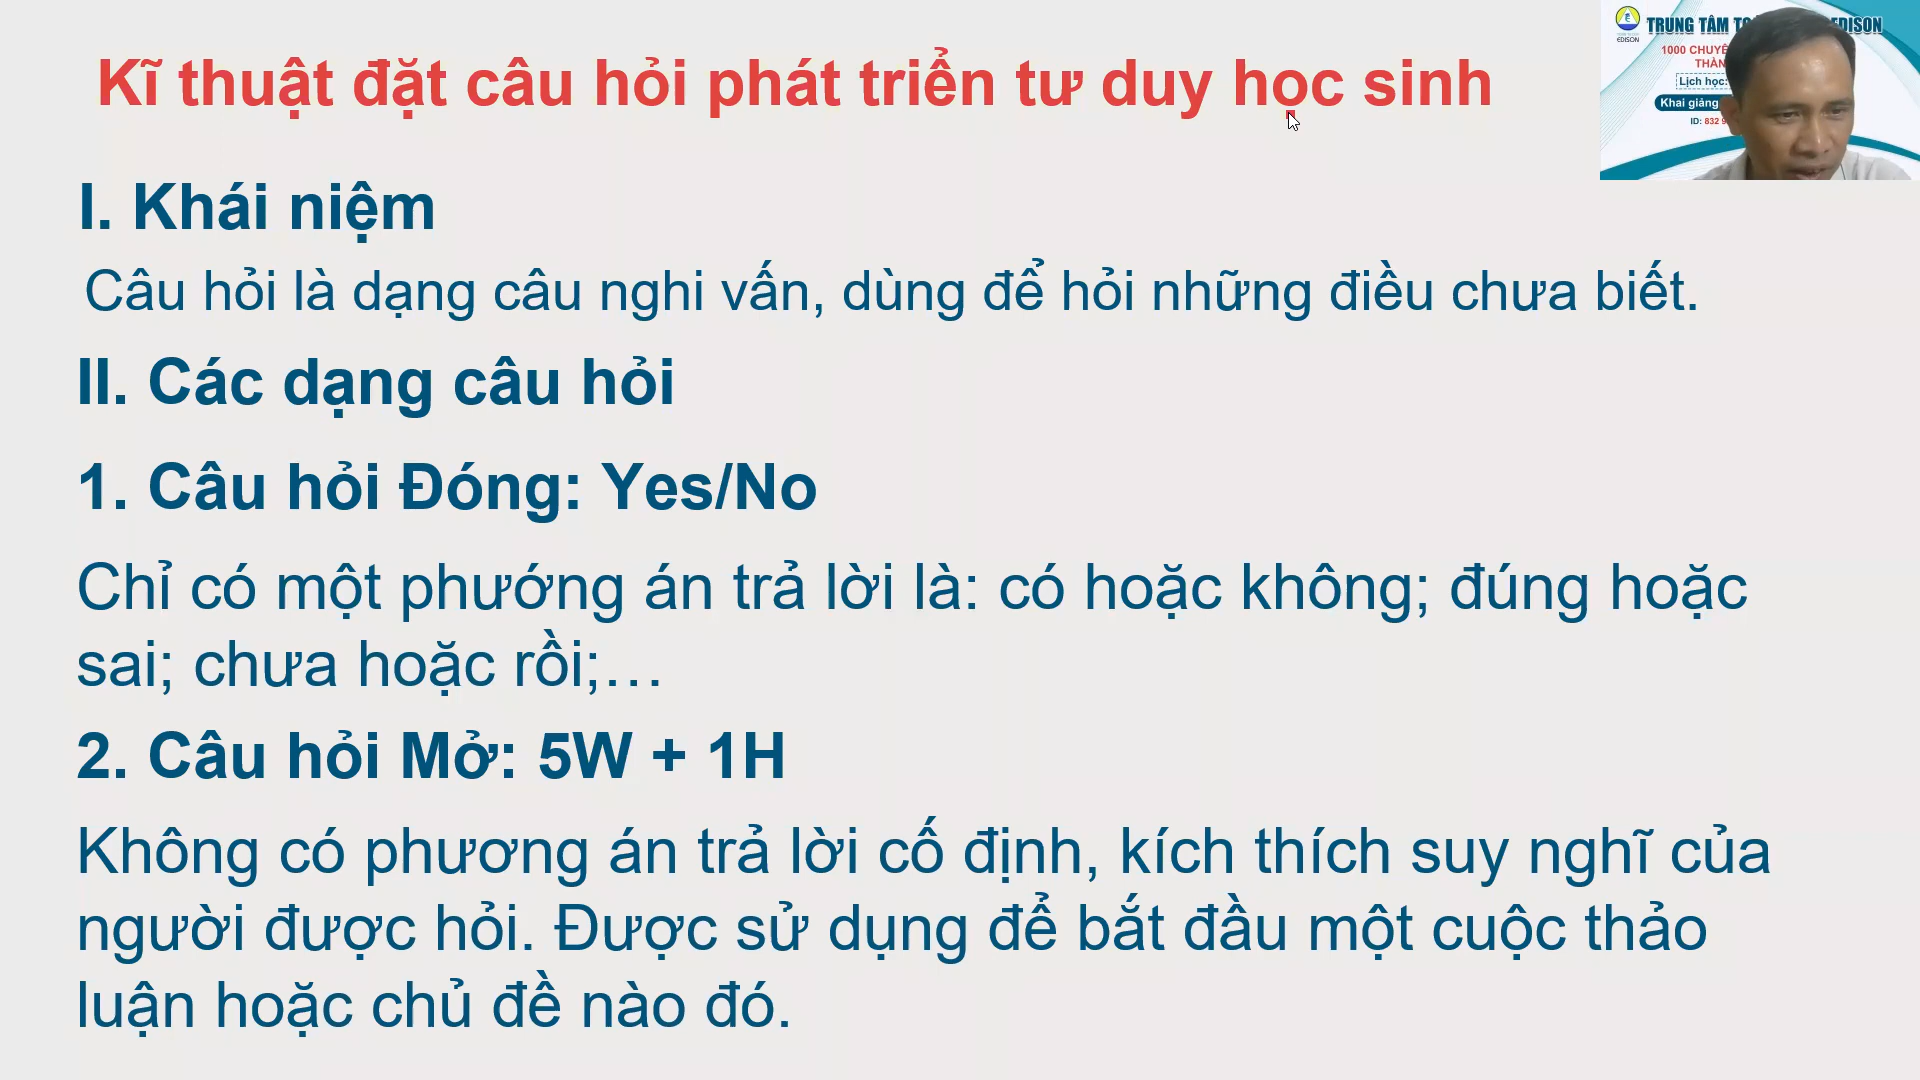 Kĩ thuật đặt câu hỏi phát triển tư duy học sinh
I. Khái niệm
Câu hỏi là dạng câu nghi vấn, dùng để hỏi những điều chưa biết.
II. Các dạng câu hỏi
1. Câu hỏi Đóng: Yes/No
Chỉ có một phướng án trả lời là: có hoặc không; đúng hoặc
sai; chưa hoặc rồi;…
2. Câu hỏi Mở: 5W + 1H
Không có phương án trả lời cố định, kích thích suy nghĩ của
người được hỏi. Được sử dụng để bắt đầu một cuộc thảo
luận hoặc chủ đề nào đó.
EDISON
TRUNG TÂM EDISON
1000
Lịch học:
Khai giảng
ID: 832